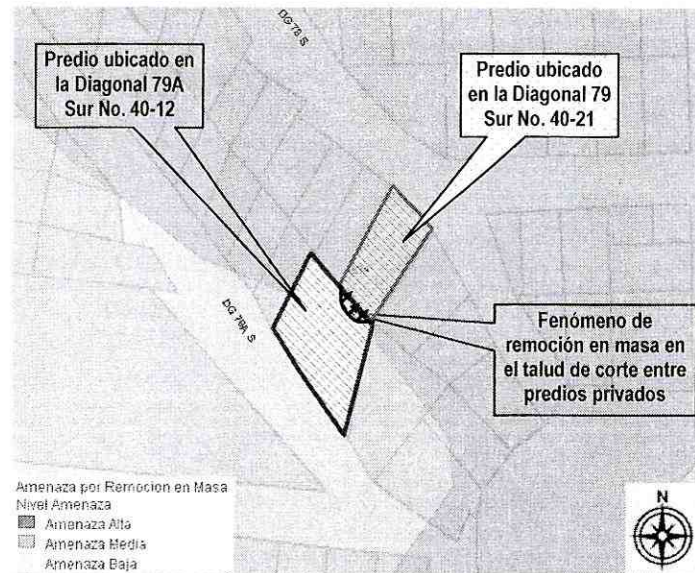 DG 78 S
Predio ubicado en
la Diagonal 79A
Sur No. 40-12
Predio ubicado
en la Diagonal 79
Sur No. 40-21
DG 79A S
Fenómeno de
remoción en masa en
el talud de corte entre
predios privados
Amenaza por Remocion en Masa
Nivel Amenaza
Amenaza Alta
Amenaza Media
Amenaza Baja
N